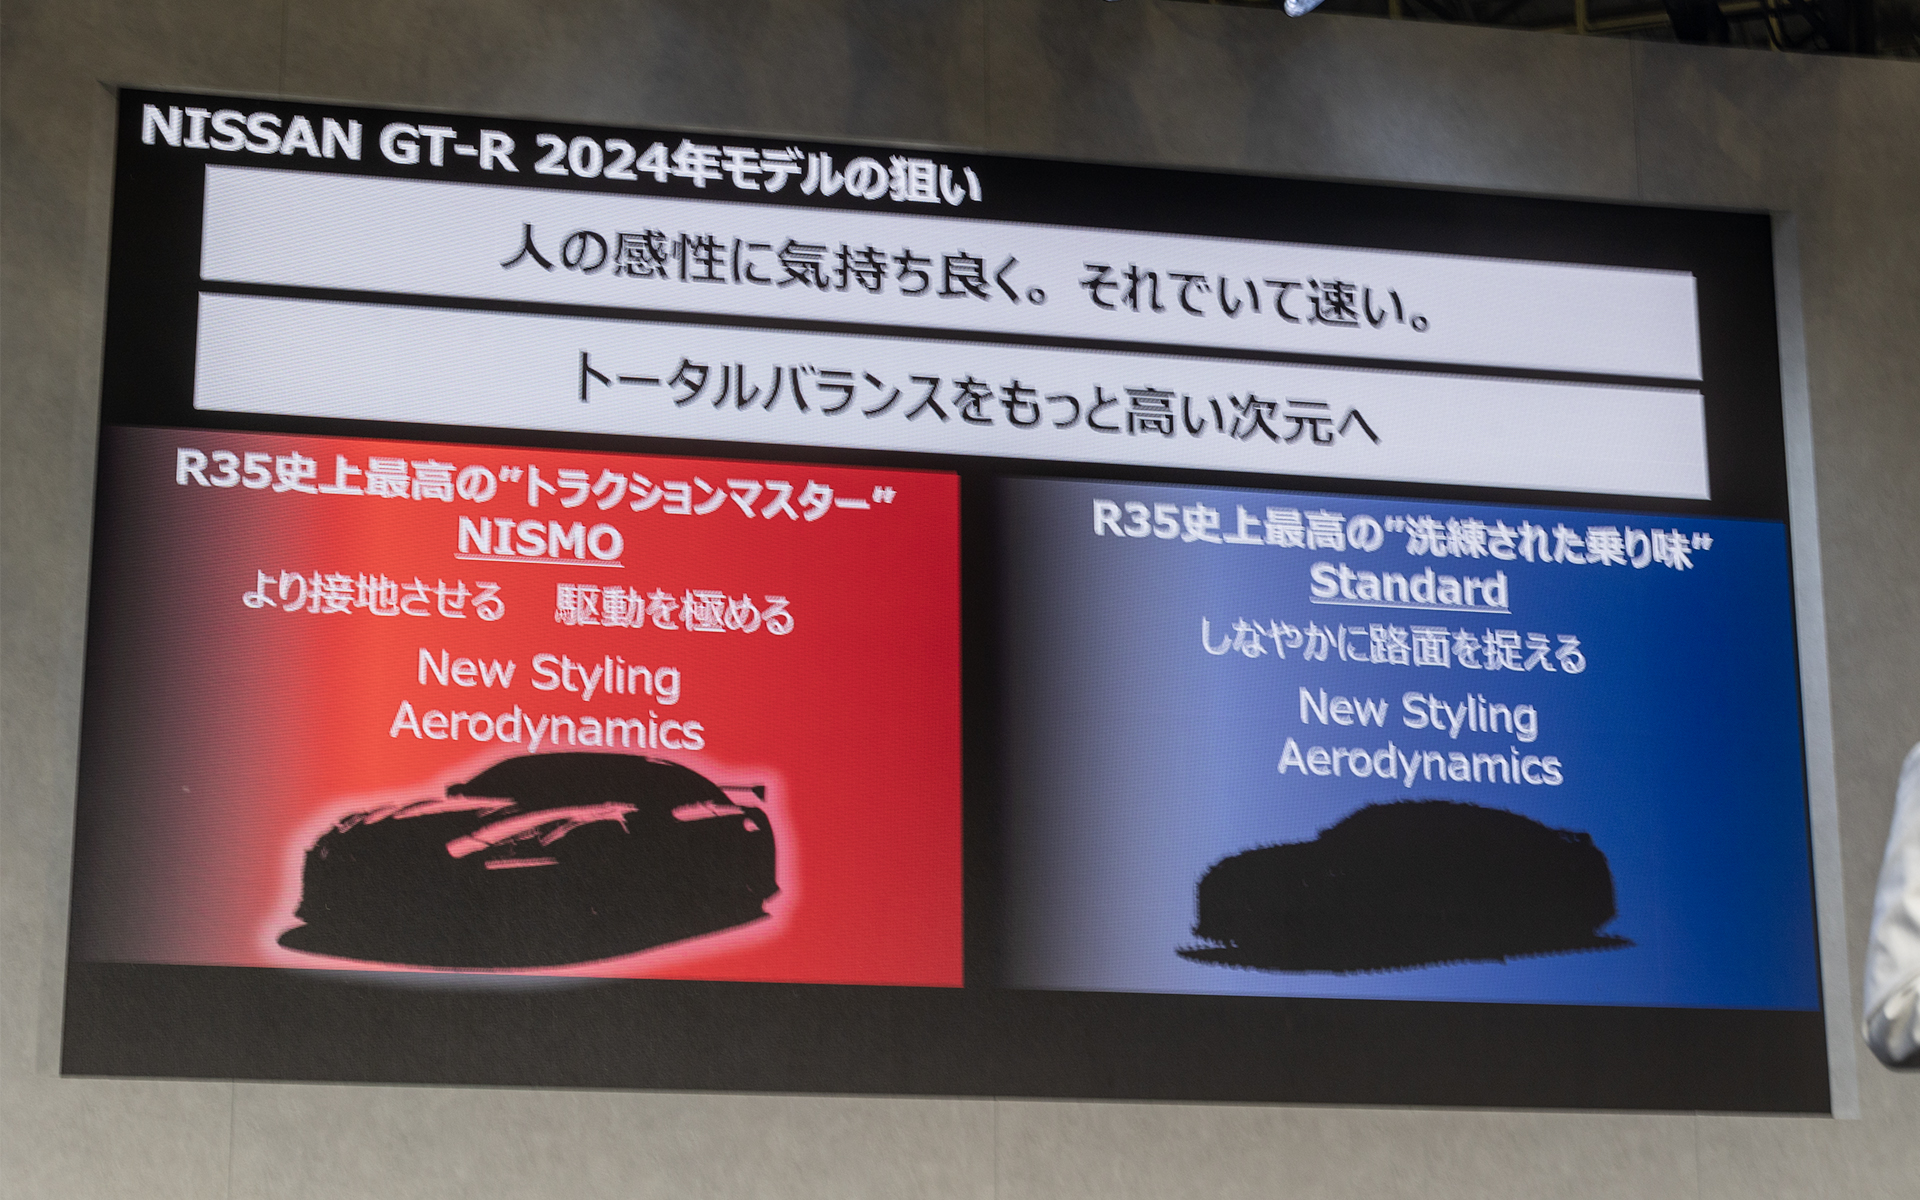 NISSAN GT-R 2024年モデルの狙い
人の感性に気持ち良く。それでいて速い。
トータルバランスをもっと高い次元へ
R35史上最高の”トラクションマスター”
NISMO
より接地させる　駆動を極める
New Styling
Aerodynamics
R35史上最高の”洗練された乗り味”
Standard
しなやかに路面を捉える
New Styling
Aerodynamics